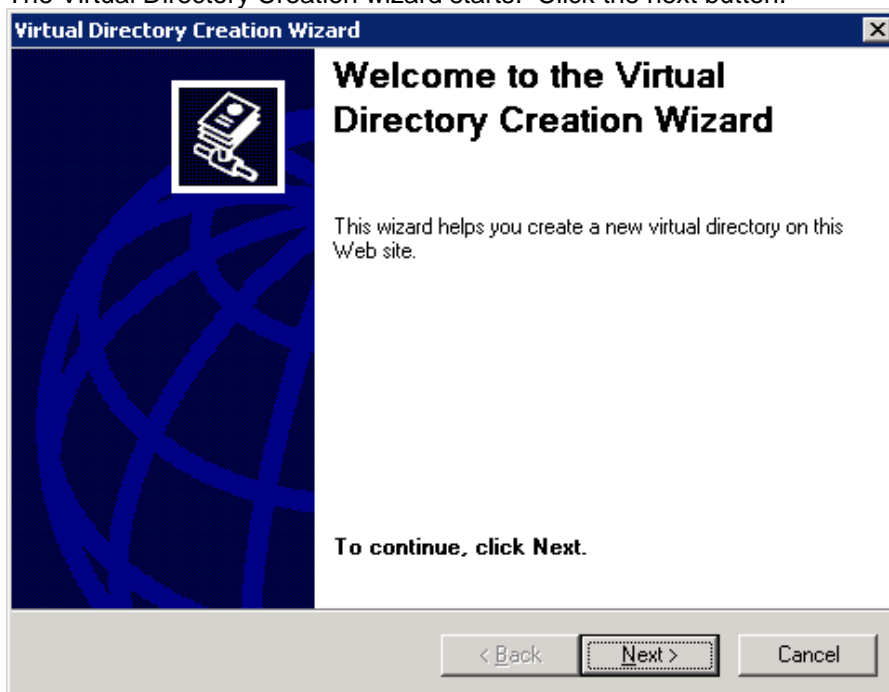 The Virtual Directory Creation wizard starts.  Click the next button.
Virtual Directory Creation Wizard
Welcome to the Virtual
Directory Creation Wizard
This wizard helps you create a new virtual directory on this
Web site.
To continue, click Next.
< Back
Next >
Cancel